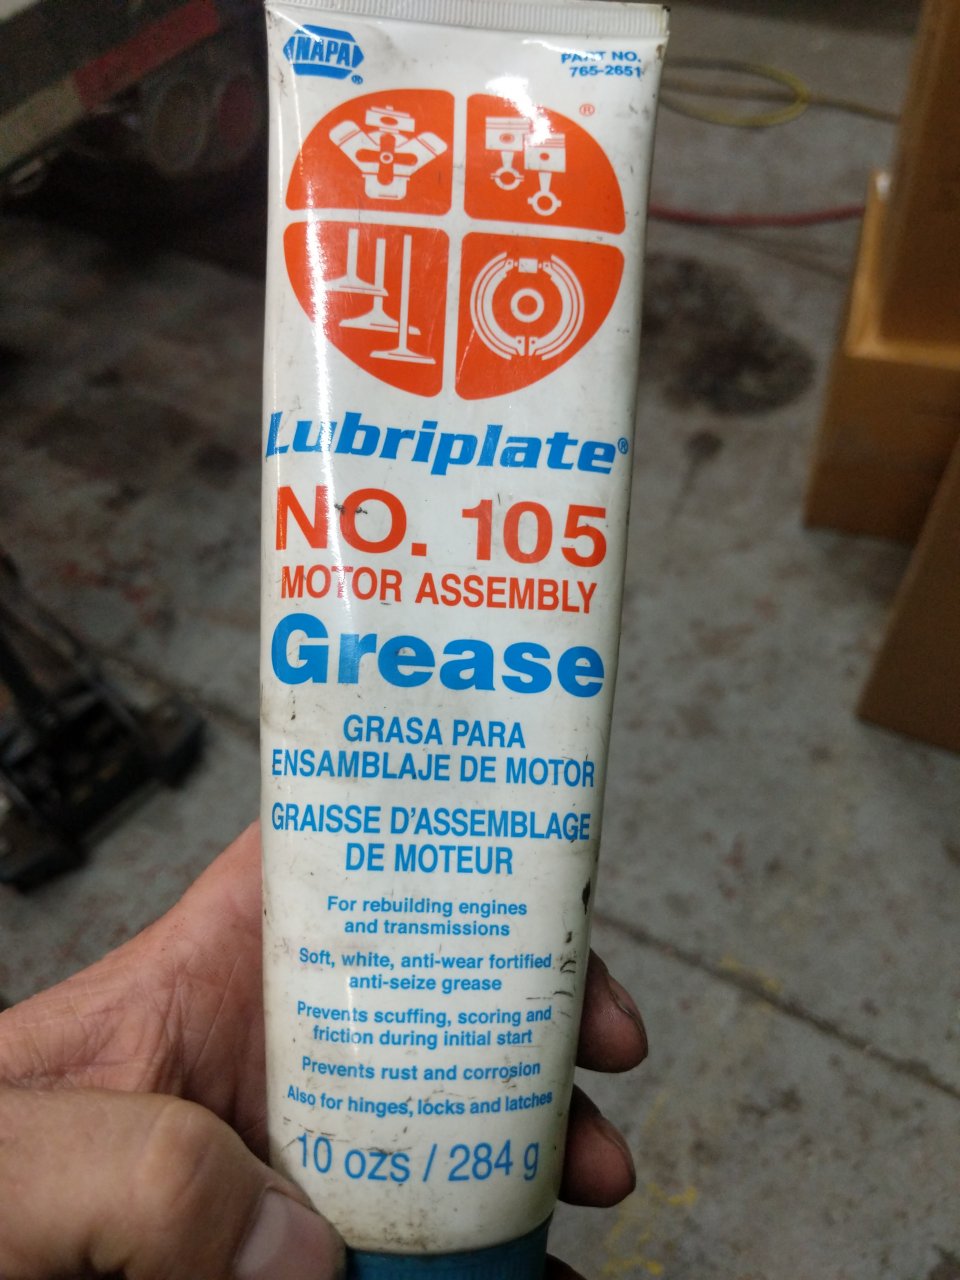 NAPA
PART NO.
765-2651
Lubriplate®
NO. 105
MOTOR ASSEMBLY
Grease
GRASA PARA
ENSAMBLAJE DE MOTOR
GRAISSE D'ASSEMBLAGE
DE MOTEUR
For rebuilding engines
and transmissions
Soft, white, anti-wear fortified
anti-seize grease
Prevents scuffing, scoring and
friction during initial start
Prevents rust and corrosion
Also for hinges, locks and latches
10 ozs / 284 g